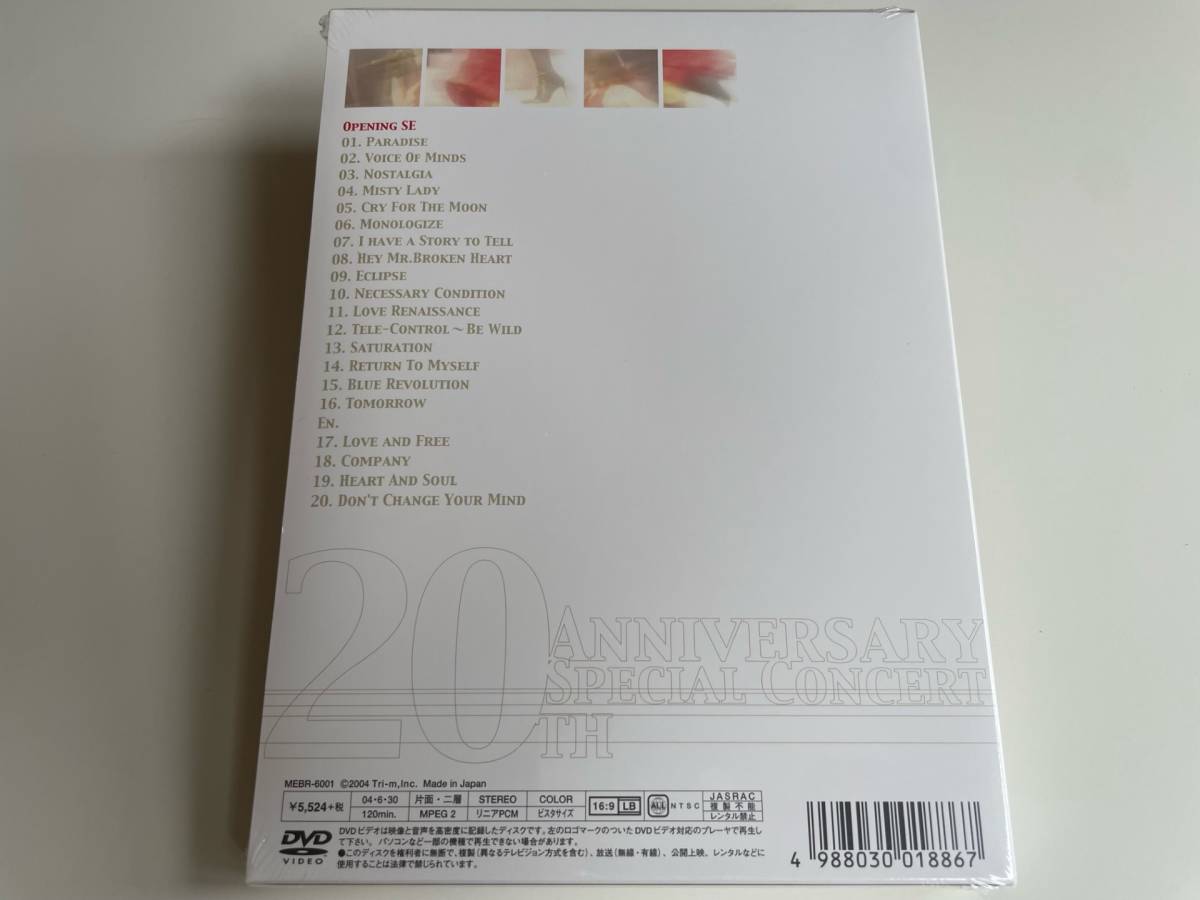 OPENING SE
01. PARADISE
02. VOICE OF MINDS
03. NOSTALGIA
04. MISTY LADY
05. CRY FOR THE MOON
06. MONOLOGIZE
07. I HAVE A STORY TO TELL
08. HEY MR.BROKEN HEART
09. ECLIPSE
10. NECESSARY CONDITION
11. LOVE RENAISSANCE
12. TELE-CONTROL~BE WILD
13. SATURATION
14. RETURN TO MYSELF
15. BLUE REVOLUTION
16. TOMORROW
EN.
17. LOVE AND FREE
18. COMPANY
19. HEART AND SOUL
20. DON'T CHANGE YOUR MIND
20TH
ANNIVERSARY
SPECIAL CONCERT
MEBR-6001 ©2004 Tri-m,Inc. Made in Japan
¥5,524+税
04・6・30 片面・二層 STEREO COLOR
120min. MPEG 2 リニアPCM ビスタサイズ
16:9 LB
ALL NTSC
JASRAC
複製不能
レンタル禁止
DVD VIDEO
DVDビデオは映像と音声を高密度に記録したディスクです。左のロゴマークのついたDVDビデオ対応のプレーヤで再生し
て下さい。パソコンなど一部の機種で再生できない場合があります。
●このディスクを権利者に無断で、複製(異なるテレビジョン方式を含む)、放送(無線・有線)、公開上映、レンタルなどに
使用することは法律で禁じられています。
4 988030 018867